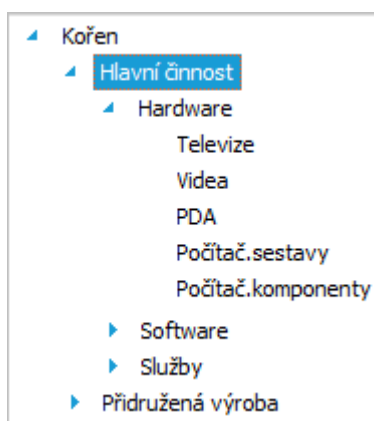 Kořen
Hlavní činnost
Hardware
Televize
Videa
PDA
Počítač.sestavy
Počítač.komponenty
Software
Služby
Přidružená výroba